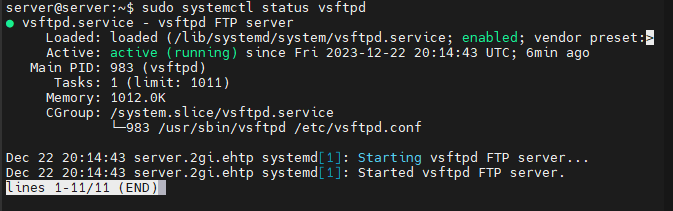 server@server:~$ sudo systemctl status vsftpd
● vsftpd.service - vsftpd FTP server
Loaded: loaded (/lib/systemd/system/vsftpd.service; enabled; vendor preset:>
Active: active (running) since Fri 2023-12-22 20:14:43 UTC; 6min ago
Main PID: 983 (vsftpd)
Tasks: 1 (limit: 1011)
Memory: 1012.0K
CGroup: /system.slice/vsftpd.service
└─983 /usr/sbin/vsftpd /etc/vsftpd.conf
Dec 22 20:14:43 server.2gi.ehtp systemd[1]: Starting vsftpd FTP server...
Dec 22 20:14:43 server.2gi.ehtp systemd[1]: Started vsftpd FTP server.
lines 1-11/11 (END)